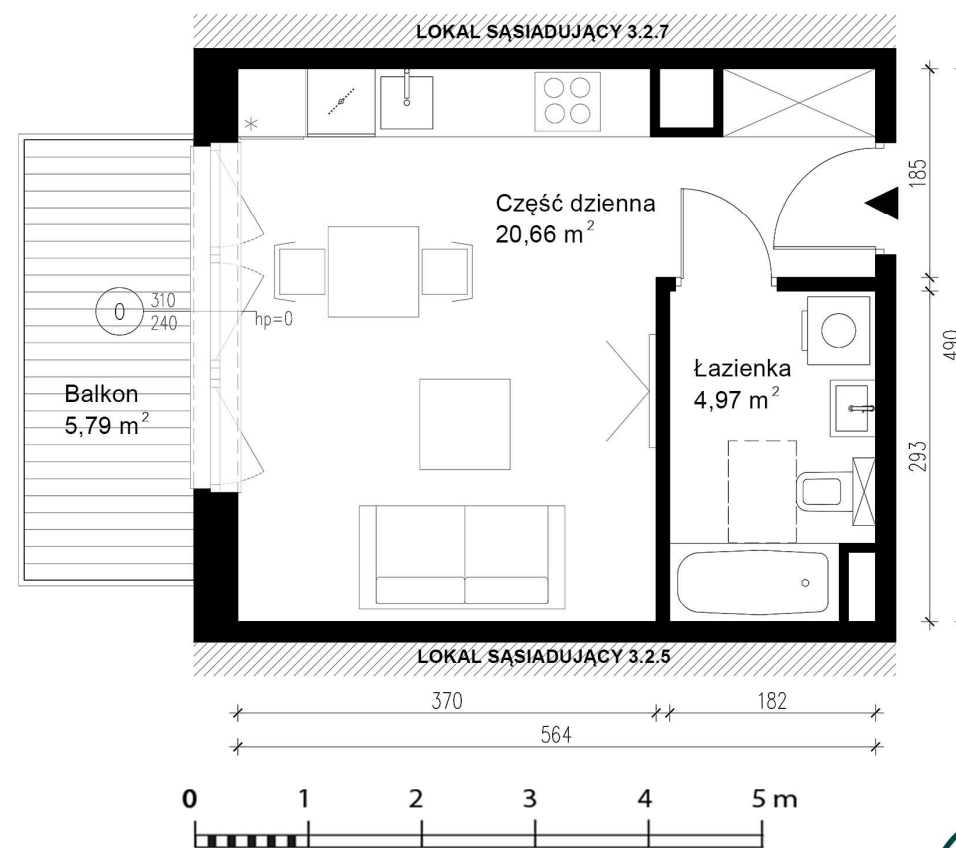 LOKAL SĄSIADUJĄCY 3.2.7
Część dzienna
20,66 m²
185
0
310
240
hp=0
490
Balkon
5,79 m²
Łazienka
4,97 m²
293
LOKAL SĄSIADUJĄCY 3.2.5
370
182
564
0 1 2 3 4 5 m